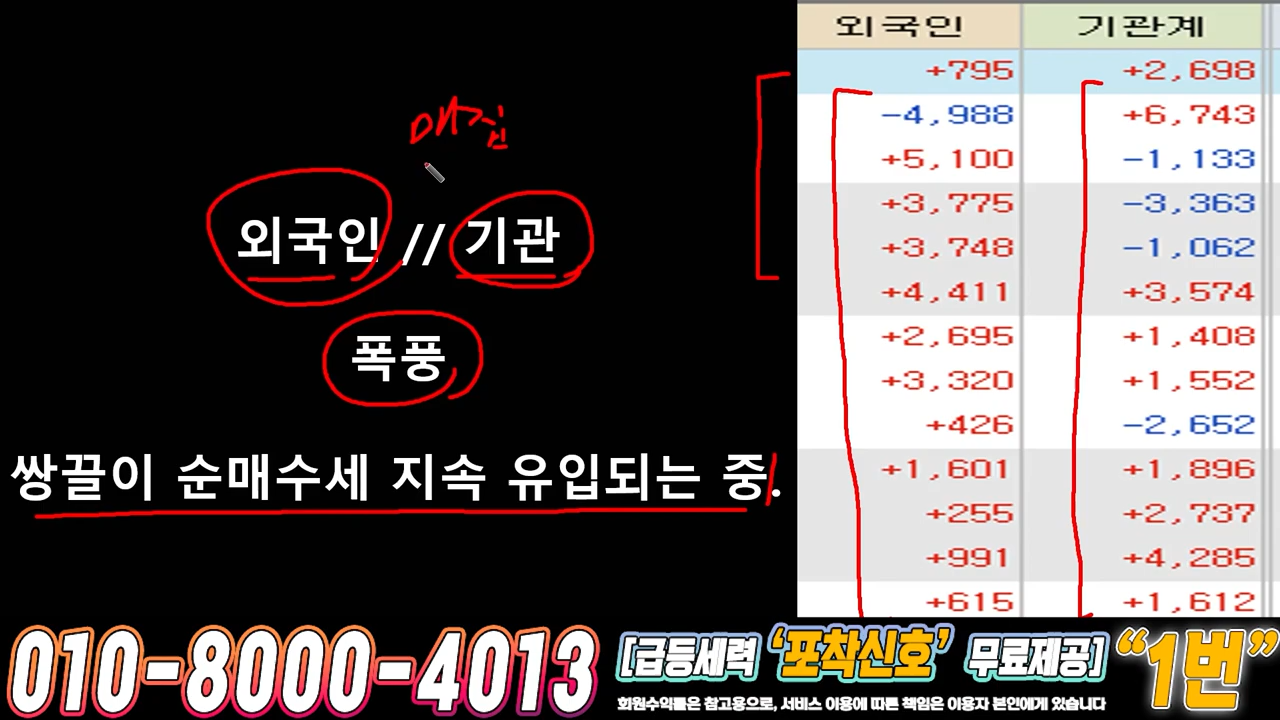 매집
외국인 // 기관
폭풍
쌍끌이 순매수세 지속 유입되는 중.
외국인 기관계
+795 +2,698
-4,988 +6,743
+5,100 -1,133
+3,775 -3,363
+3,748 -1,062
+4,411 +3,574
+2,695 +1,408
+3,320 +1,552
+426 -2,652
+1,601 +1,896
+255 +2,737
+991 +4,285
+615 +1,612
010-8000-4013
[급등세력 ‘포착신호’ 무료제공] “1번”
회원수익률은 참고용으로, 서비스 이용에 따른 책임은 이용자 본인에게 있습니다